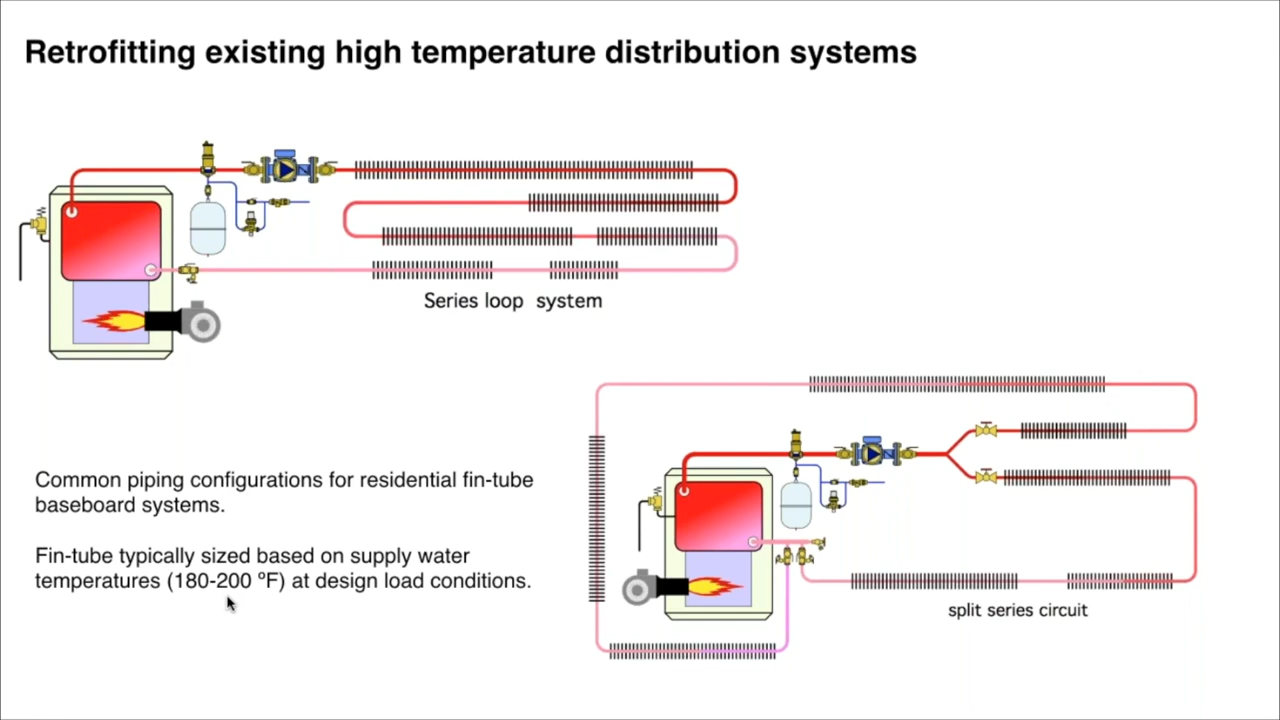 Retrofitting existing high temperature distribution systems
Series loop system
Common piping configurations for residential fin-tube
baseboard systems.
Fin-tube typically sized based on supply water
temperatures (180-200 ºF) at design load conditions.
split series circuit